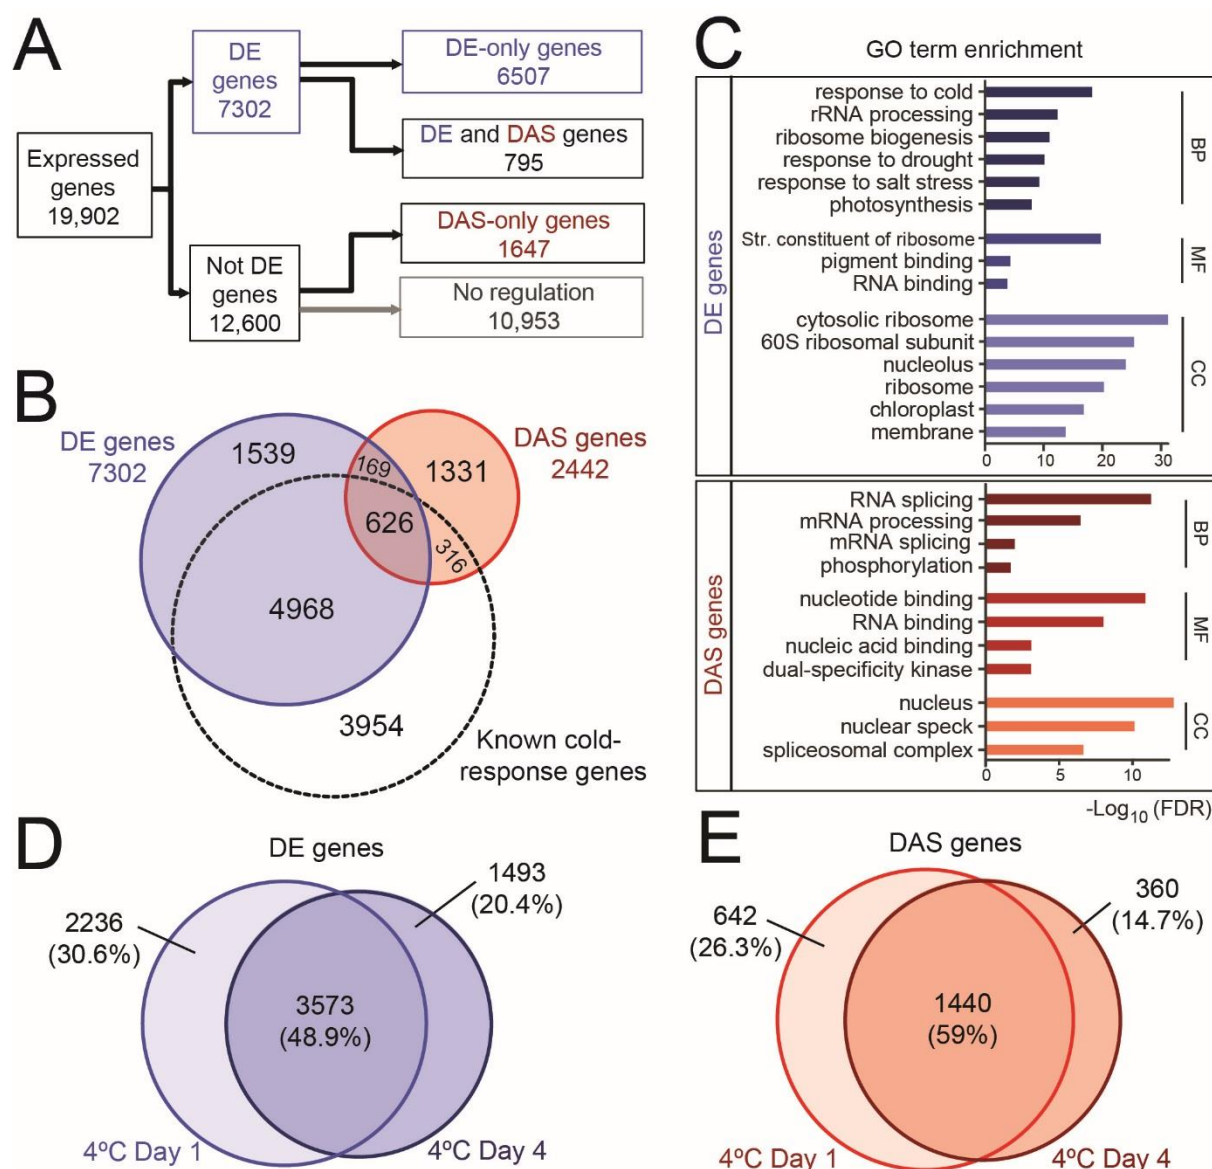 A
DE
genes
7302
DE-only genes
6507
DE and DAS genes
795
Expressed
genes
19,902
Not DE
genes
12,600
DAS-only genes
1647
No regulation
10,953
B
DE genes
7302
1539
169
1331
DAS genes
2442
626
316
4968
3954
Known cold-
response genes
C
GO term enrichment
DE genes
response to cold
rRNA processing
ribosome biogenesis
response to drought
response to salt stress
photosynthesis
BP
Str. constituent of ribosome
pigment binding
RNA binding
MF
cytosolic ribosome
60S ribosomal subunit
nucleolus
ribosome
chloroplast
membrane
CC
0 10 20 30
DAS genes
RNA splicing
mRNA processing
mRNA splicing
phosphorylation
BP
nucleotide binding
RNA binding
nucleic acid binding
dual-specificity kinase
MF
nucleus
nuclear speck
spliceosomal complex
CC
0 5 10
-Log10 (FDR)
D
DE genes
2236
(30.6%)
1493
(20.4%)
3573
(48.9%)
4ºC Day 1
4ºC Day 4
E
DAS genes
642
(26.3%)
360
(14.7%)
1440
(59%)
4ºC Day 1
4ºC Day 4